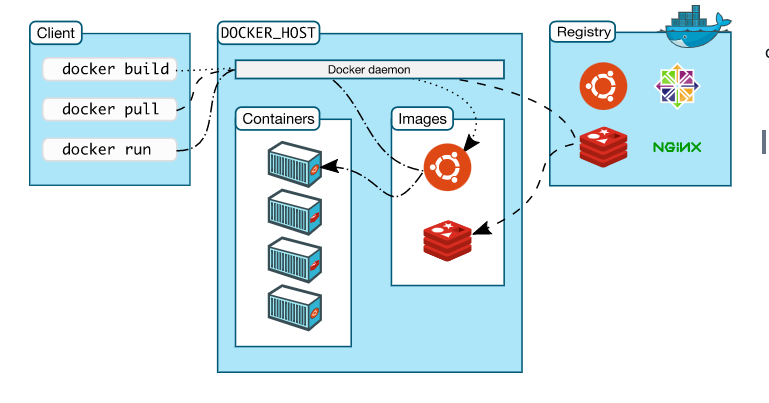 Client
docker build
docker pull
docker run
DOCKER_HOST
Docker daemon
Containers
Images
Registry
NGiNX